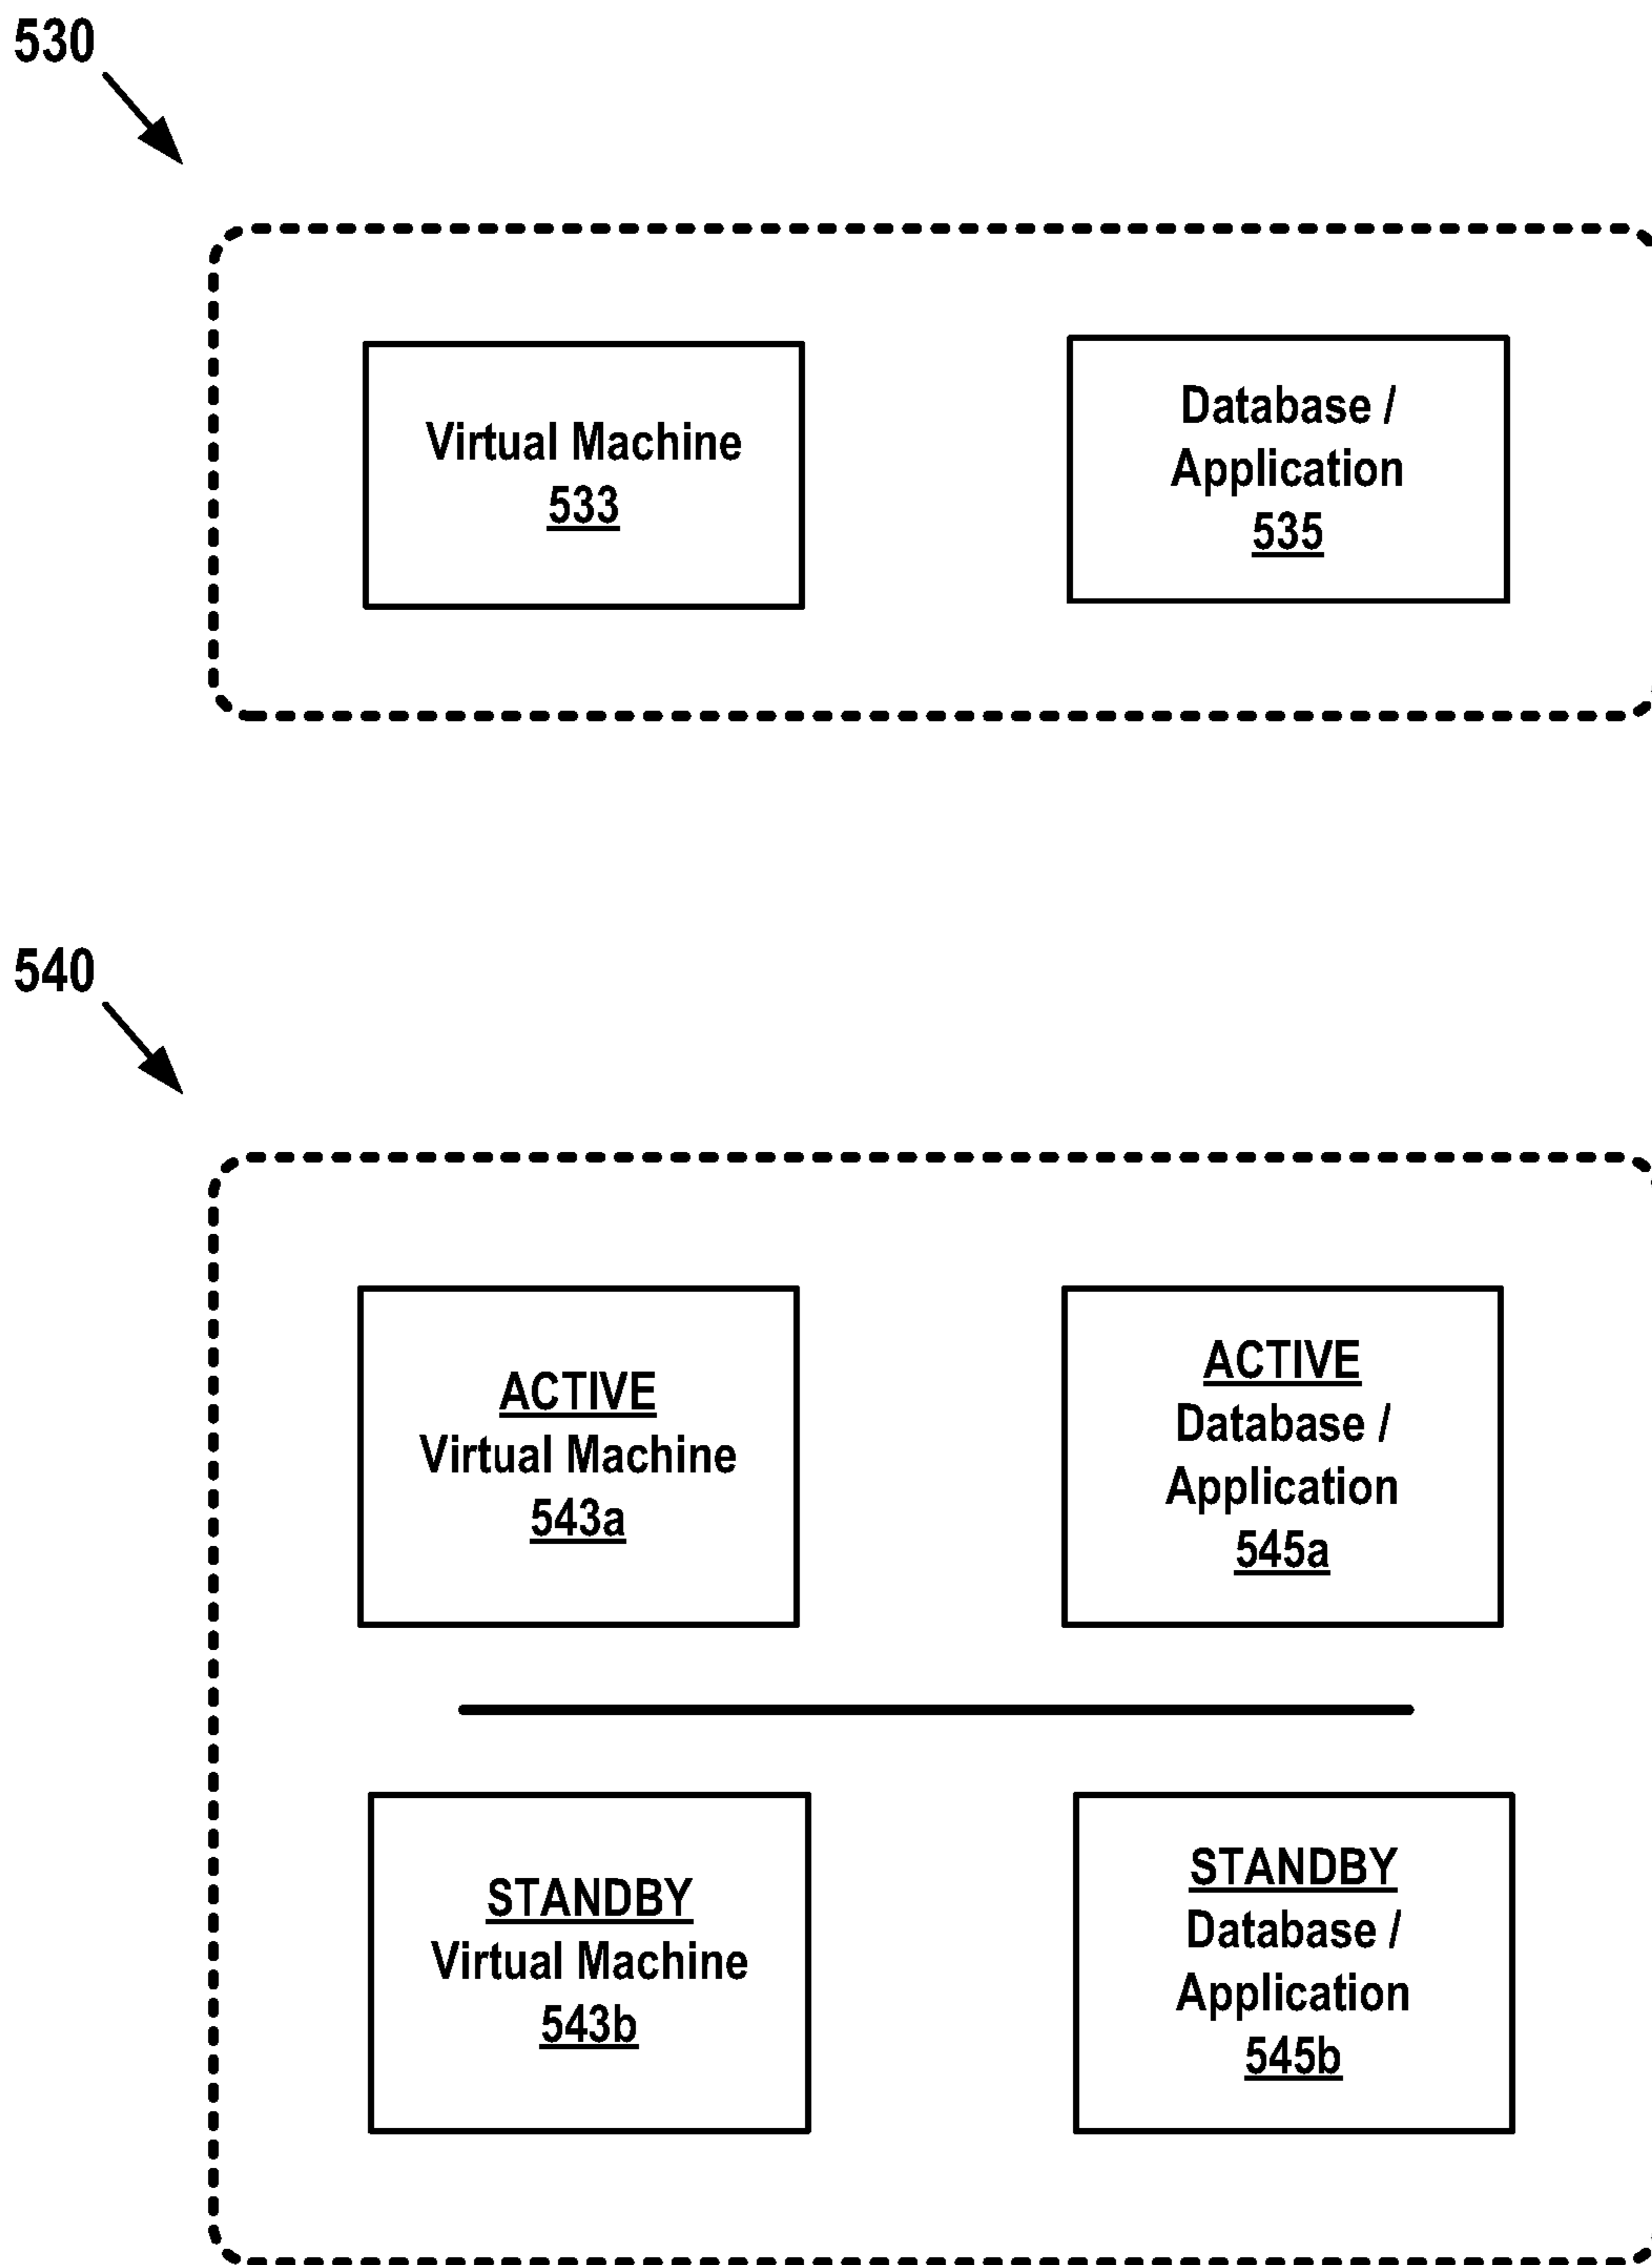 530
Virtual Machine
533
Database /
Application
535
540
ACTIVE
Virtual Machine
543a
ACTIVE
Database /
Application
545a
STANDBY
Virtual Machine
543b
STANDBY
Database /
Application
545b